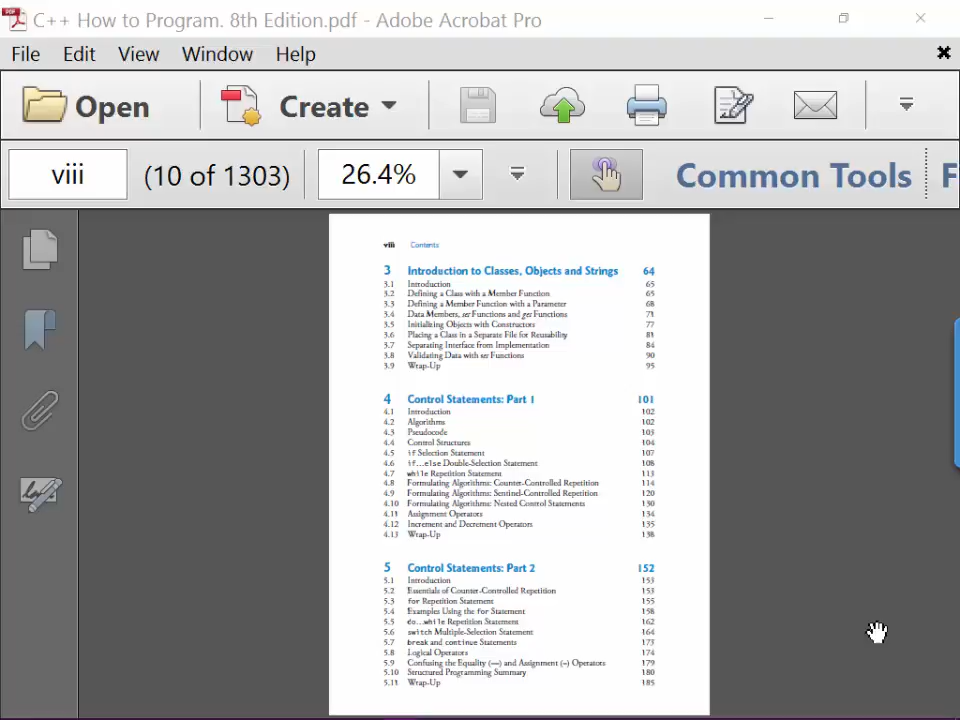 C++ How to Program. 8th Edition.pdf - Adobe Acrobat Pro
File Edit View Window Help
Open Create
viii (10 of 1303) 26.4% Common Tools F
viii Contents
3 Introduction to Classes, Objects and Strings 64
3.1 Introduction 65
3.2 Defining a Class with a Member Function 65
3.3 Defining a Member Function with a Parameter 68
3.4 Data Members, set Functions and get Functions 71
3.5 Initializing Objects with Constructors 77
3.6 Placing a Class in a Separate File for Reusability 81
3.7 Separating Interface from Implementation 84
3.8 Validating Data with set Functions 90
3.9 Wrap-Up 95
4 Control Statements: Part 1 101
4.1 Introduction 102
4.2 Algorithms 102
4.3 Pseudocode 103
4.4 Control Structures 104
4.5 if Selection Statement 107
4.6 if...else Double-Selection Statement 108
4.7 while Repetition Statement 113
4.8 Formulating Algorithms: Counter-Controlled Repetition 114
4.9 Formulating Algorithms: Sentinel-Controlled Repetition 120
4.10 Formulating Algorithms: Nested Control Statements 130
4.11 Assignment Operators 134
4.12 Increment and Decrement Operators 135
4.13 Wrap-Up 138
5 Control Statements: Part 2 152
5.1 Introduction 153
5.2 Essentials of Counter-Controlled Repetition 153
5.3 for Repetition Statement 155
5.4 Examples Using the for Statement 158
5.5 do...while Repetition Statement 162
5.6 switch Multiple-Selection Statement 164
5.7 break and continue Statements 173
5.8 Logical Operators 174
5.9 Confusing the Equality (==) and Assignment (=) Operators 179
5.10 Structured Programming Summary 180
5.11 Wrap-Up 185